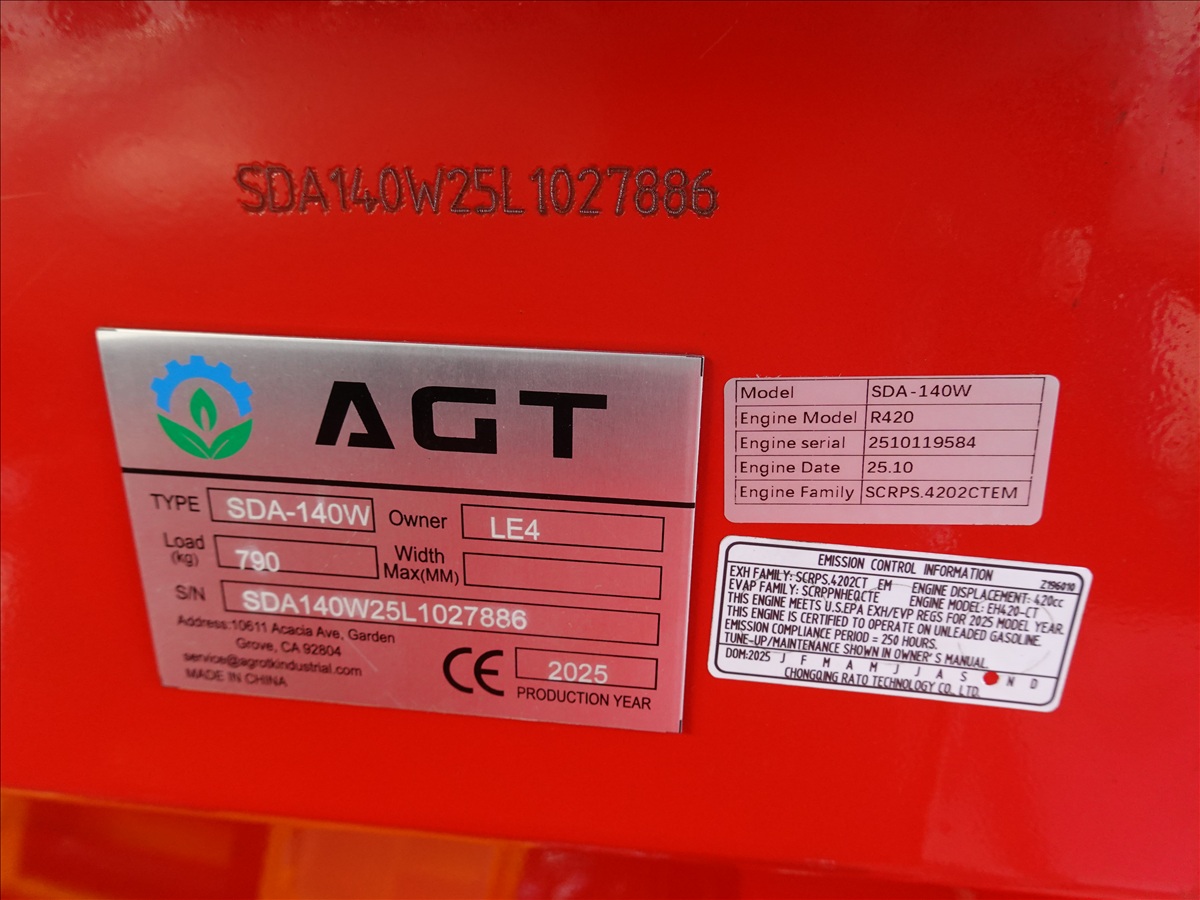 SDA140W25L1027886
AGT
TYPE SDA-140W Owner LE4
Load (kg) 790 Width Max(MM)
S/N SDA140W25L1027886
Address:10611 Acacia Ave, Garden
Grove, CA 92804
service@agrotkindustrial.com
MADE IN CHINA
CE 2025
PRODUCTION YEAR
Model SDA-140W
Engine Model R420
Engine serial 2510119584
Engine Date 25.10
Engine Family SCRPS.4202CTEM
EMISSION CONTROL INFORMATION
Z196010
EXH FAMILY: SCRPS.4202CT EM ENGINE DISPLACEMENT: 420cc
EVAP FAMILY: SCRPPNHEQCTE ENGINE MODEL: EH420-CT
THIS ENGINE MEETS U.S.EPA EXH/EVP REGS FOR 2025 MODEL YEAR.
THIS ENGINE IS CERTIFIED TO OPERATE ON UNLEADED GASOLINE.
EMISSION COMPLIANCE PERIOD = 250 HOURS.
TUNE-UP/MAINTENANCE SHOWN IN OWNER'S MANUAL.
DOM:2025 J F M A M J J A S N D
CHONGQING RATO TECHNOLOGY CO., LTD.